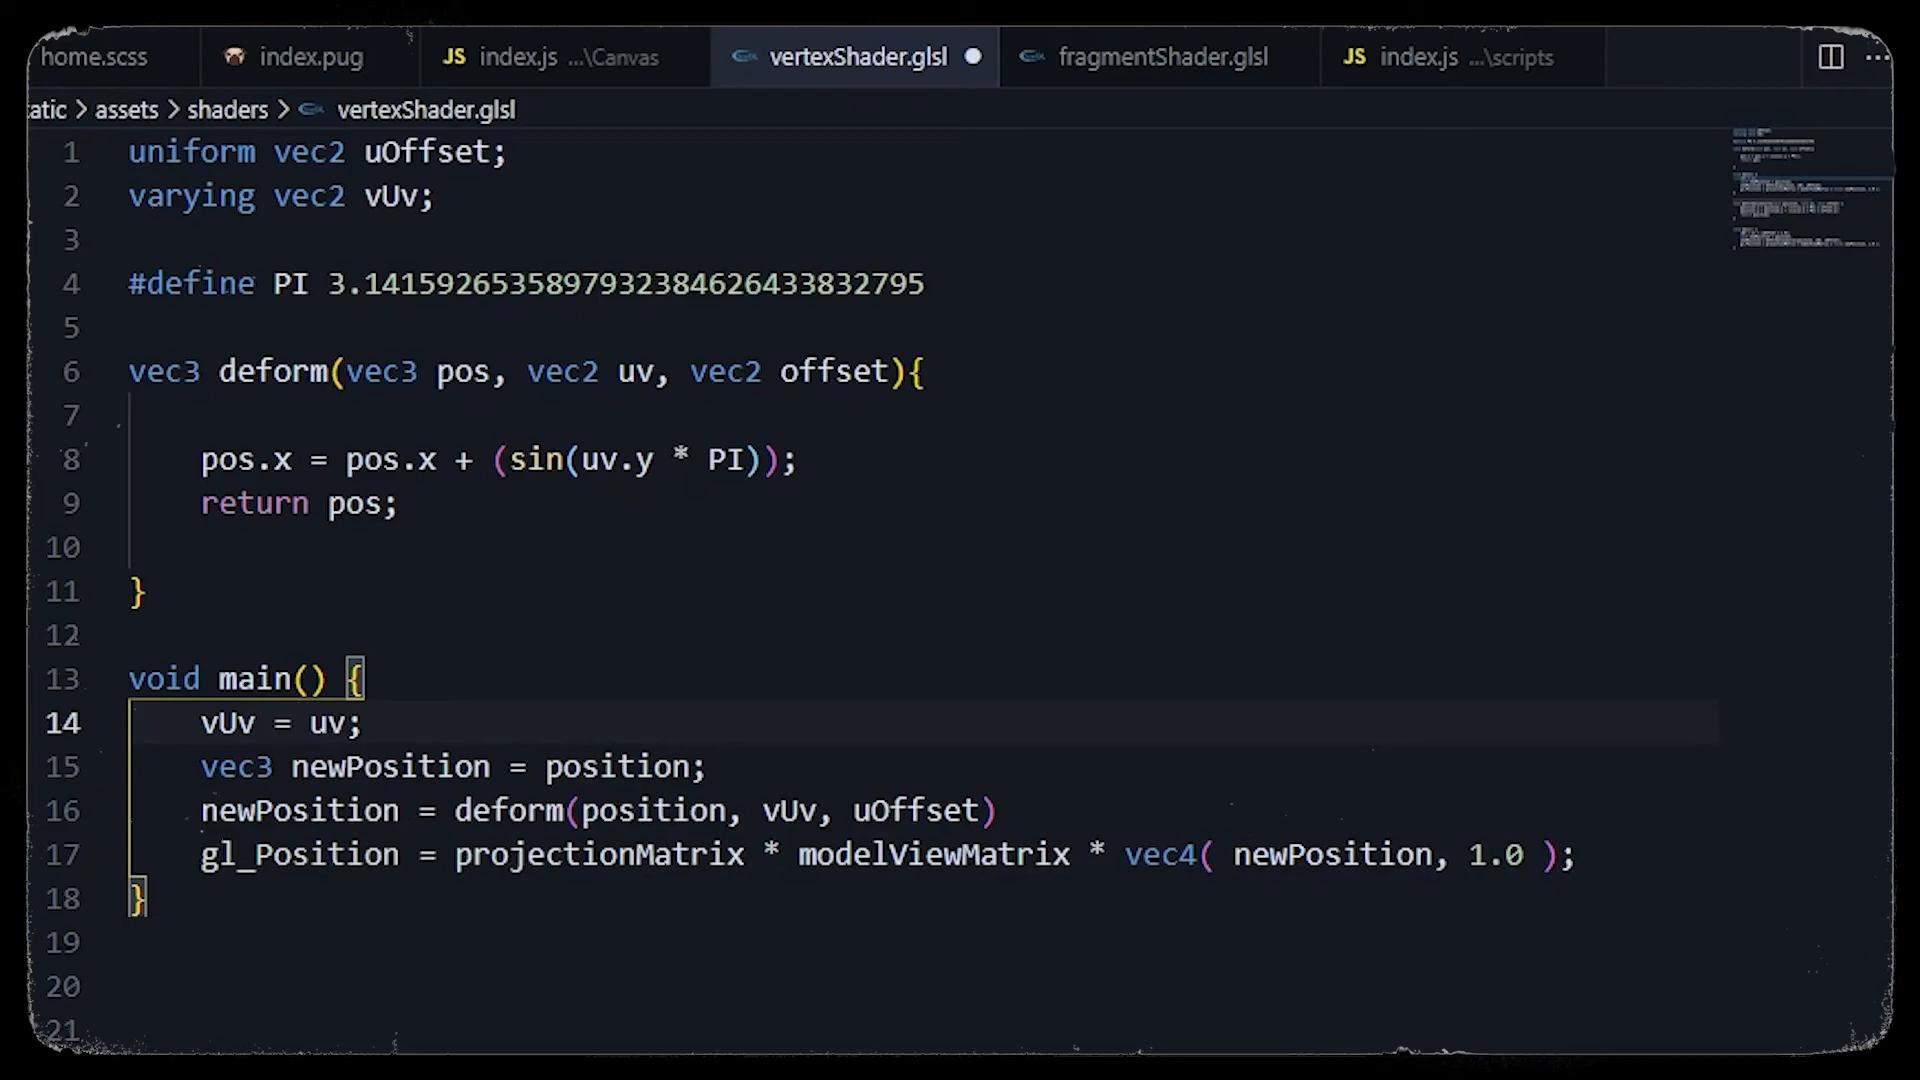 home.scss index.pug JS index.js ...\Canvas vertexShader.glsl fragmentShader.glsl JS index.js ...\scripts ...
tatic > assets > shaders > vertexShader.glsl
1 uniform vec2 uOffset;
2 varying vec2 vUv;
3
4 #define PI 3.1415926535897932384626433832795
5
6 vec3 deform(vec3 pos, vec2 uv, vec2 offset){
7
8 pos.x = pos.x + (sin(uv.y * PI));
9 return pos;
10
11 }
12
13 void main() {
14 vUv = uv;
15 vec3 newPosition = position;
16 newPosition = deform(position, vUv, uOffset)
17 gl_Position = projectionMatrix * modelViewMatrix * vec4( newPosition, 1.0 );
18 }
19
20
21